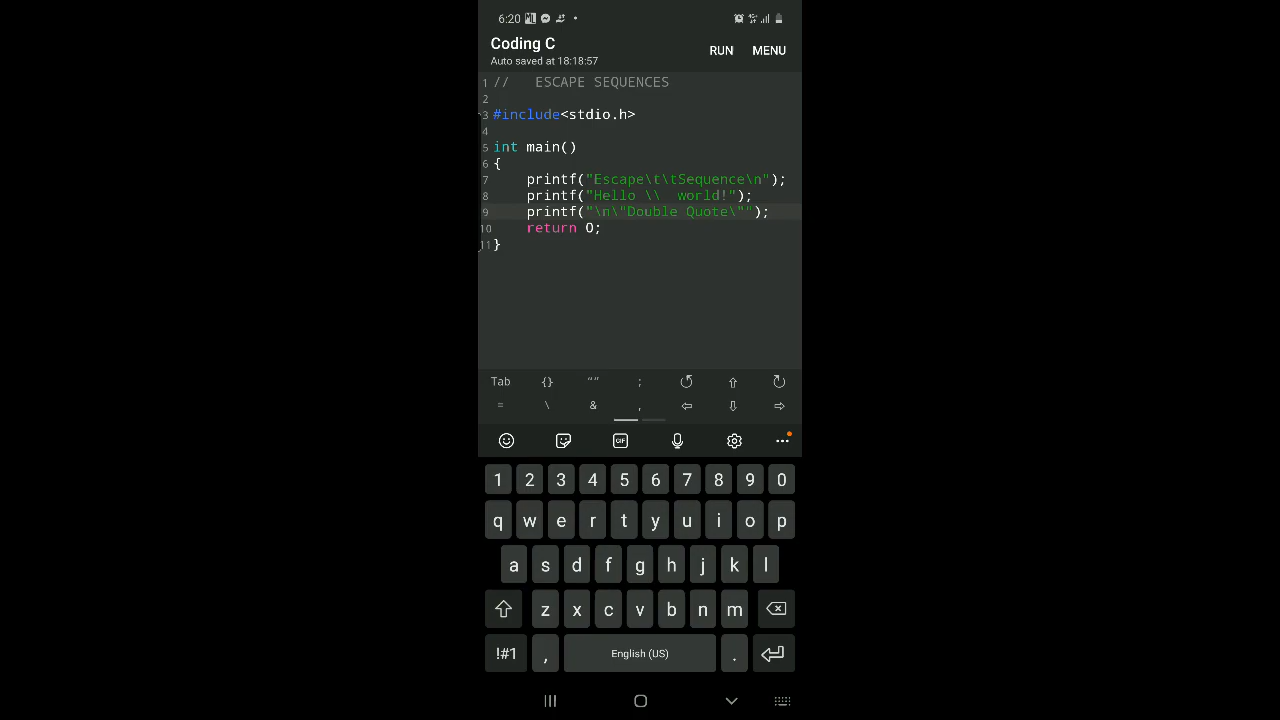 6:20
Coding C
RUN MENU
Auto saved at 18:18:57
1 //   ESCAPE SEQUENCES
2
3 #include<stdio.h>
4
5 int main()
6 {
7     printf("Escape\t\tSequence\n");
8     printf("Hello \\  world!");
9     printf("\n\"Double Quote\"");
10     return 0;
11 }
Tab {} “” ;
= \ & ,
GIF
1 2 3 4 5 6 7 8 9 0
q w e r t y u i o p
a s d f g h j k l
z x c v b n m
!#1 , English (US) .